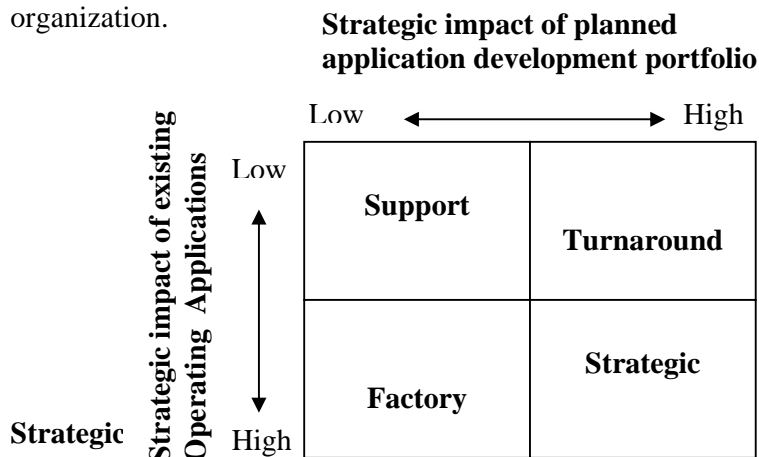 organization.
Strategic impact of planned
application development portfolio
Low
High
Strategic impact of existing
Operating Applications
Low
Support
Turnaround
Factory
Strategic
Strategic
High